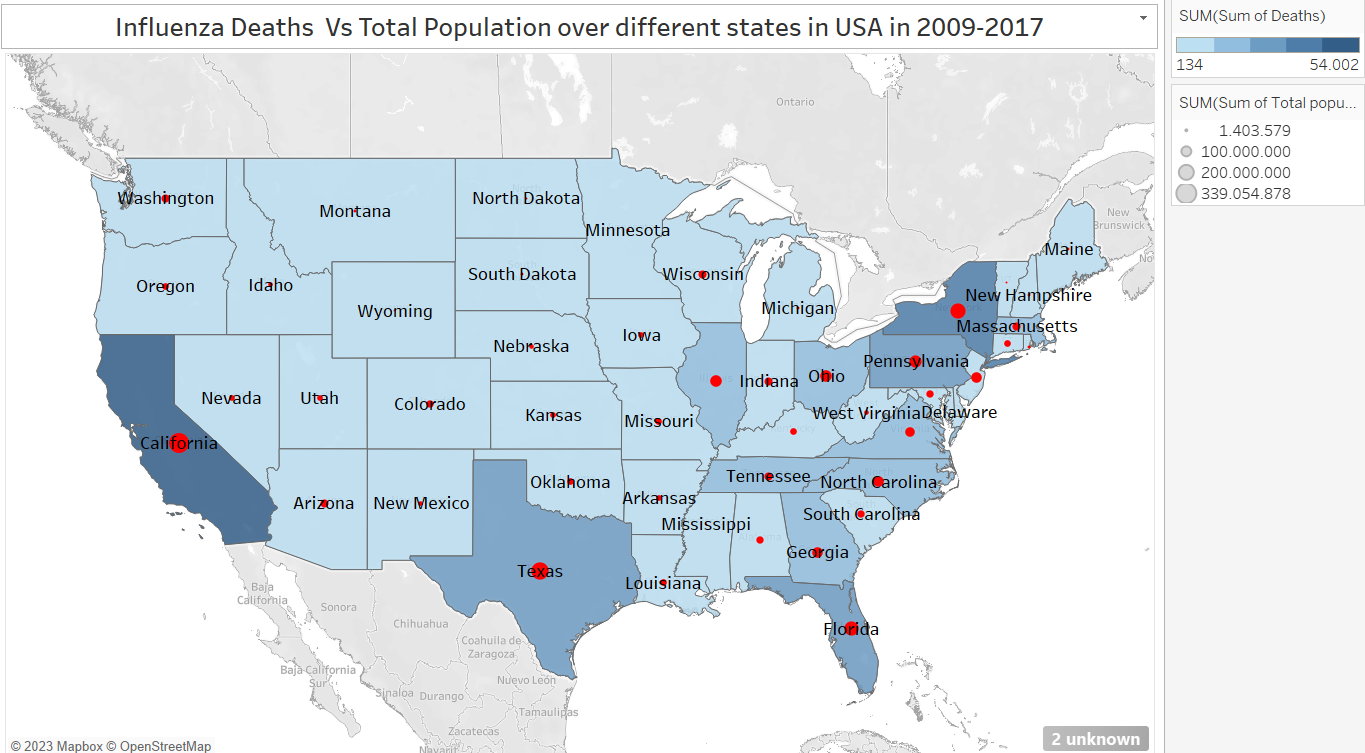 Influenza Deaths Vs Total Population over different states in USA in 2009-2017
SUM(Sum of Deaths)
134
54.002
SUM(Sum of Total popu...
1.403.579
100.000.000
200.000.000
339.054.878
Ontario
New
Brunswick
No
Washington
Montana
North Dakota
Minnesota
Maine
Oregon
Idaho
South Dakota
Wisconsin
New Hampshire
Wyoming
Michigan
Massachusetts
Nebraska
Iowa
Pennsylvania
Nevada
Utah
Colorado
Kansas
Missouri
Indiana
Ohio
West Virginia
Delaware
California
Tennessee
North Carolina
Arizona
New Mexico
Oklahoma
Arkansas
Mississippi
South Carolina
Alabama
Georgia
Texas
Louisiana
Florida
Baja
California
Sonora
Chihuahua
Coahuila de
Zaragoza
Baja California
Sur
Sinaloa
Durango
Nuevo León
Tamaulipas
Zacatecas
Nayarit
© 2023 Mapbox © OpenStreetMap
2 unknown